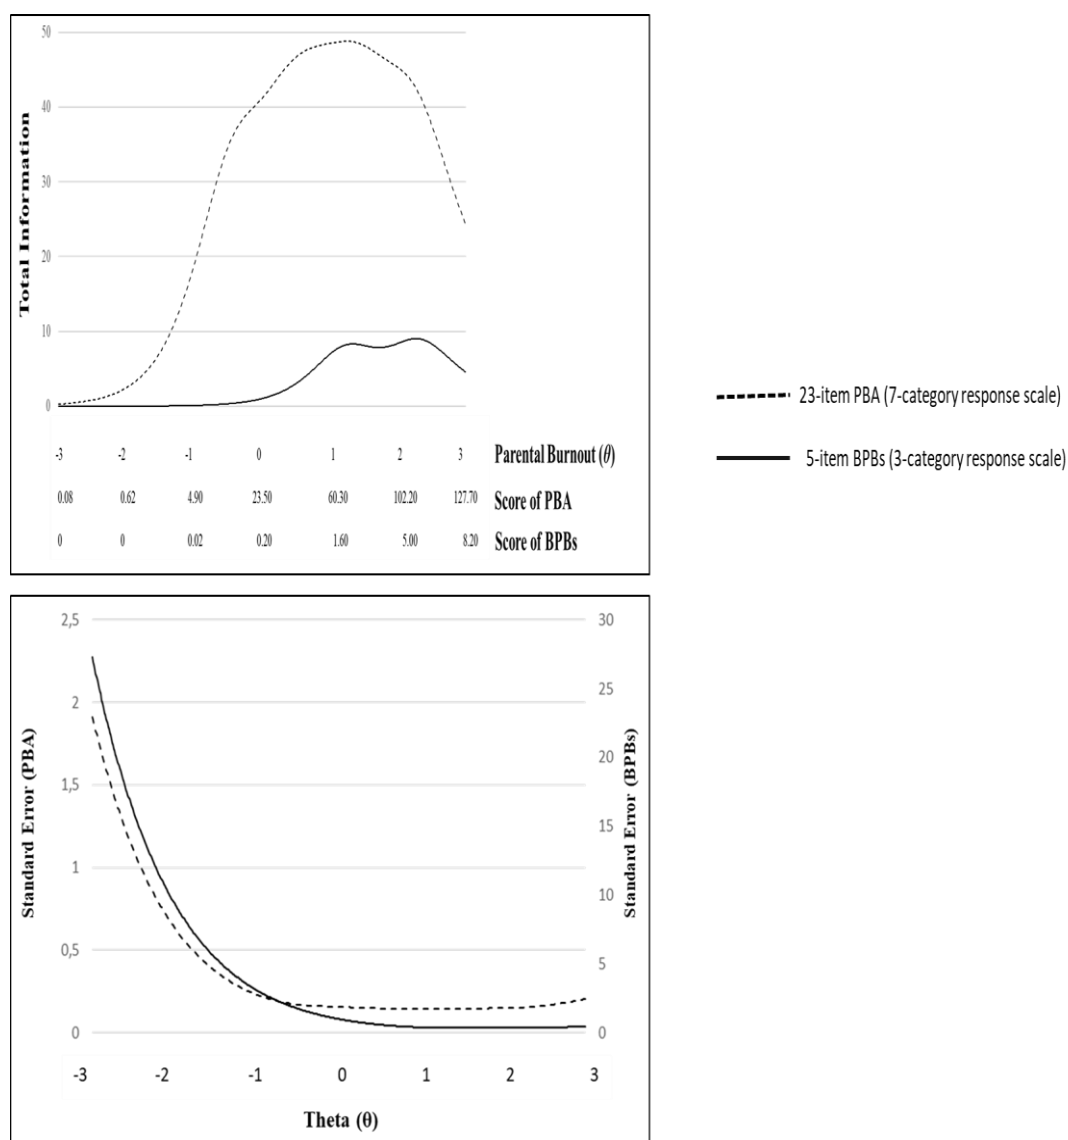 50
40
30
20
10
0
Total Information
-3 -2 -1 0 1 2 3 Parental Burnout (θ)
0.08 0.62 4.90 23.50 60.30 102.20 127.70 Score of PBA
0 0 0.02 0.20 1.60 5.00 8.20 Score of BPBs
23-item PBA (7-category response scale)
5-item BPBs (3-category response scale)
2,5
2
1,5
1
0,5
0
Standard Error (PBA)
30
25
20
15
10
5
0
Standard Error (BPBs)
-3 -2 -1 0 1 2 3
Theta (θ)